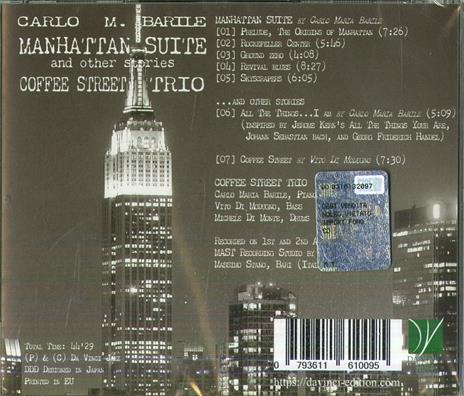 CARLO M. BARILE
MANHATTAN SUITE
and other stories
COFFEE STREET TRIO
MANHATTAN SUITE BY CARLO MARIA BARILE
[01] PRELUDE, THE ORIGINS OF MANHATTAN (7:26)
[02] ROCKEFELLER CENTER (5:46)
[03] GROUND ZERO (4:08)
[04] REVIVAL BLUES (8:27)
[05] SKYSCRAPERS (6:05)
...AND OTHER STORIES
[06] ALL THE THINGS...I AM BY CARLO MARIA BARILE (5:09)
(INSPIRED BY JEROME KERN'S ALL THE THINGS YOUR ARE,
JOHANN SEBASTIAN BACH, AND GEORG FRIEDERICH HANDEL)
[07] COFFEE STREET BY VITO LE MODUGNO (7:30)
COFFEE STREET TRIO
CARLO MARIA BARILE, PIANO
VITO DI MODUGNO, BASS
MICHELE DI MONTE, DRUMS
RECORDED ON 1ST AND 2ND
MAST RECORDING STUDIO BY
MASSIMO STANO, BARI (ITAL
TOTAL TIME: 44'29
(P) & (C) DA VINCI JAZZ
DDD DESIGNED IN JAPAN
PRINTED IN EU
0 793611 610095
https://davinci-edition.com/